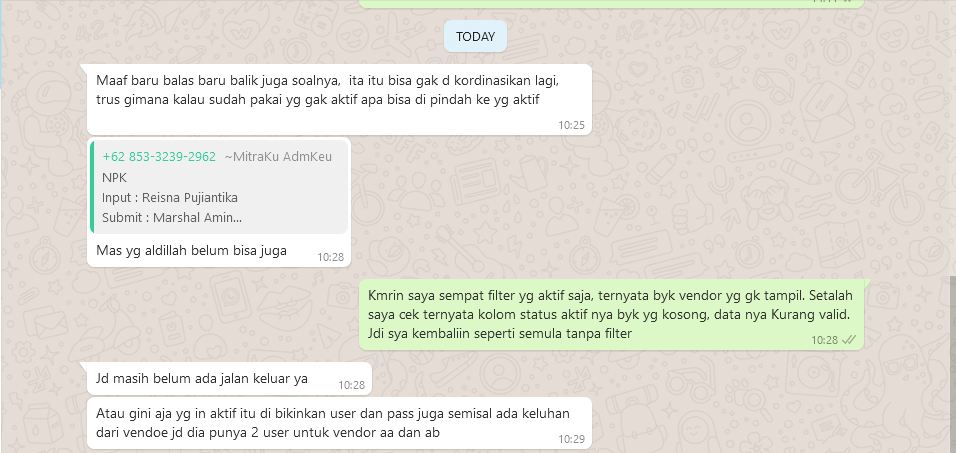 TODAY
Maaf baru balas baru balik juga soalnya, ita itu bisa gak d kordinasikan lagi,
trus gimana kalau sudah pakai yg gak aktif apa bisa di pindah ke yg aktif
10:25
+62 853-3239-2962 ~MitraKu AdmKeu
NPK
Input : Reisna Pujiantika
Submit : Marshal Amin...
Mas yg aldillah belum bisa juga
10:28
Kmrin saya sempat filter yg aktif saja, ternyata byk vendor yg gk tampil. Setalah
saya cek ternyata kolom status aktif nya byk yg kosong, data nya Kurang valid.
Jdi sya kembaliin seperti semula tanpa filter
10:28
Jd masih belum ada jalan keluar ya
10:28
Atau gini aja yg in aktif itu di bikinkan user dan pass juga semisal ada keluhan
dari vendoe jd dia punya 2 user untuk vendor aa dan ab
10:29